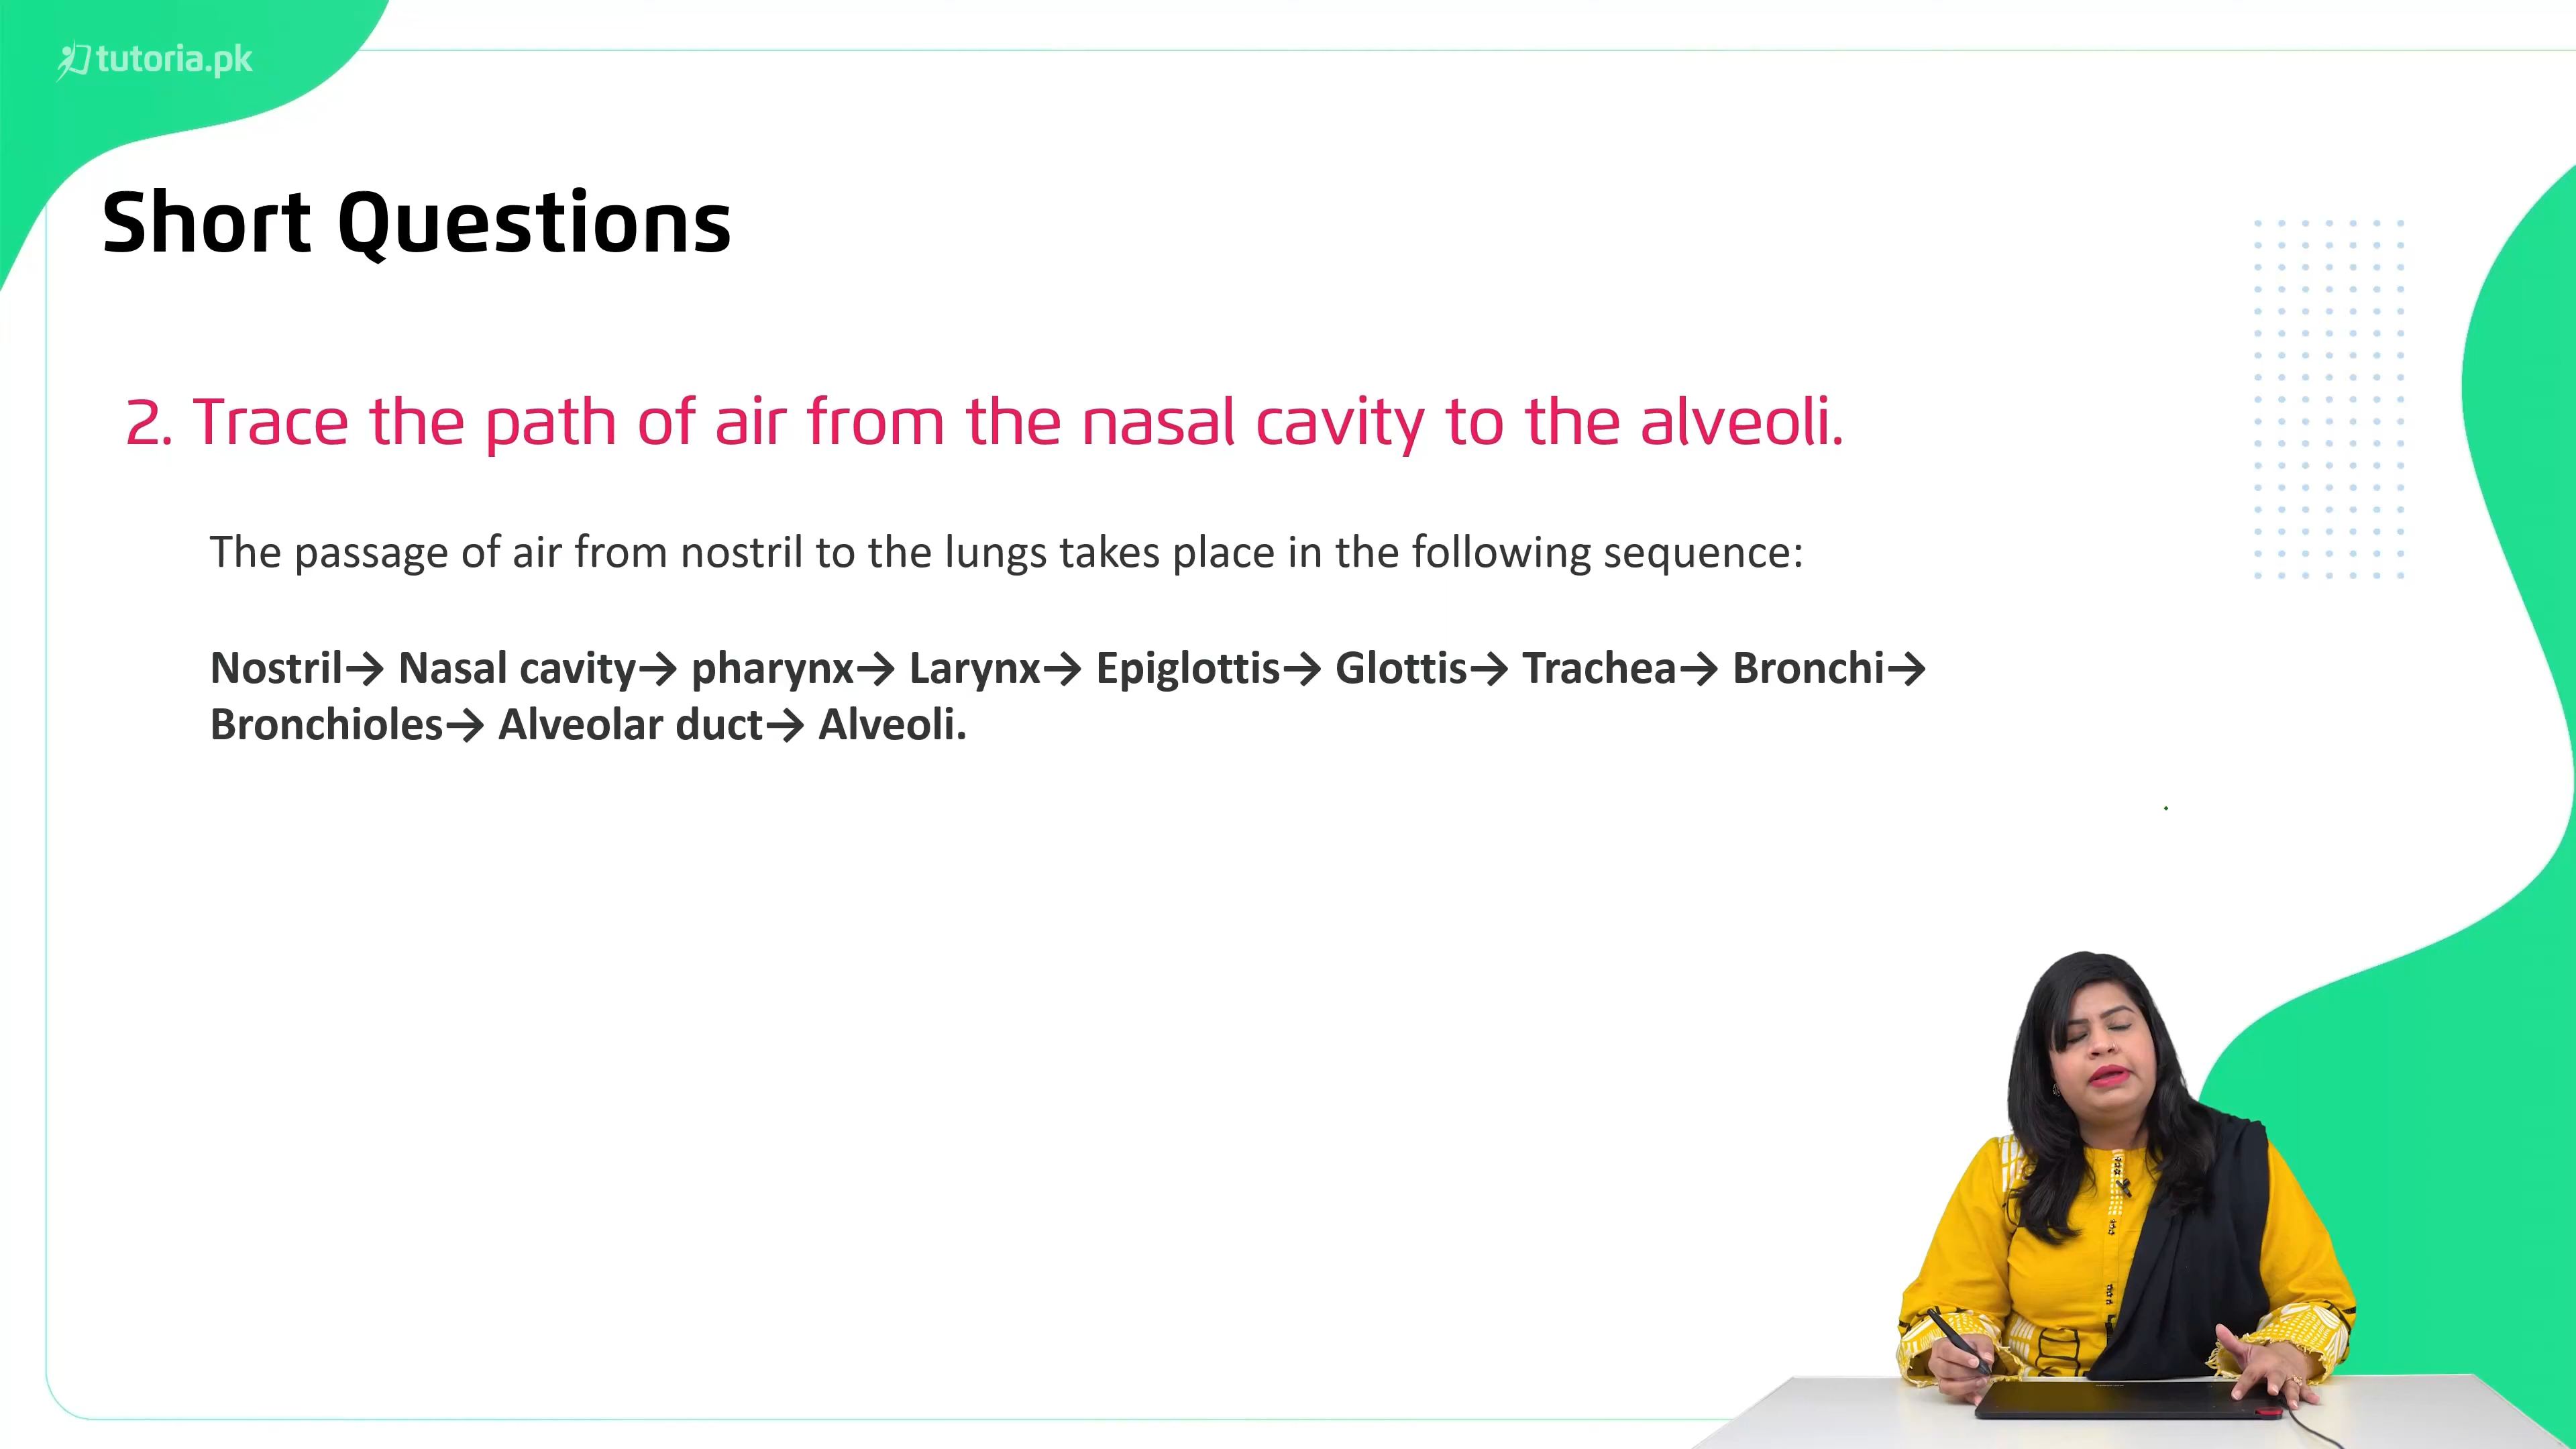 tutoria.pk
Short Questions
2. Trace the path of air from the nasal cavity to the alveoli.
The passage of air from nostril to the lungs takes place in the following sequence:
Nostril→ Nasal cavity→ pharynx→ Larynx→ Epiglottis→ Glottis→ Trachea→ Bronchi→
Bronchioles→ Alveolar duct→ Alveoli.